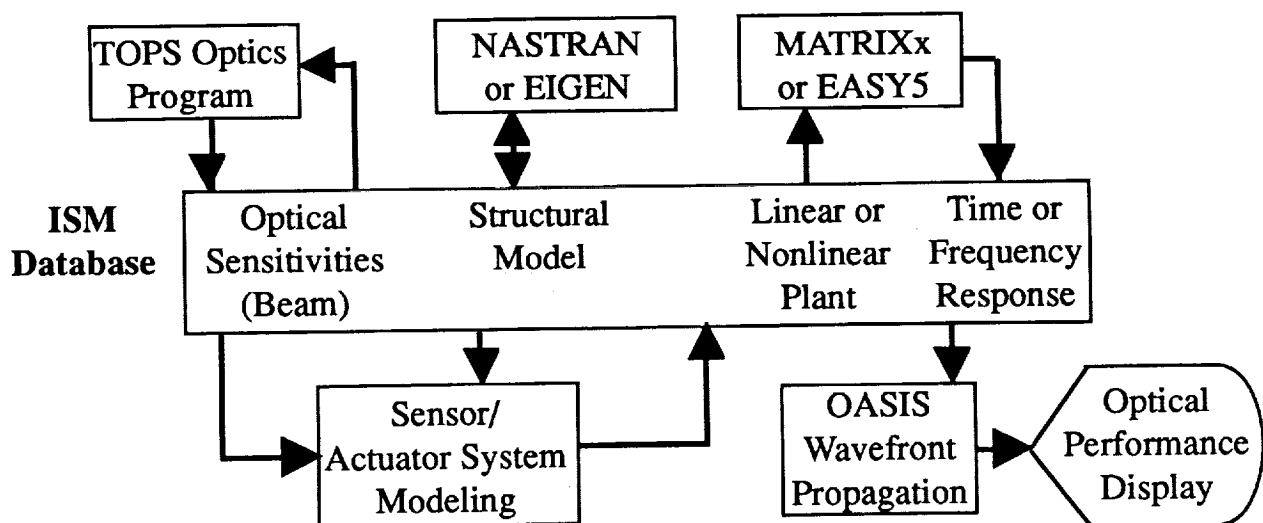 TOPS Optics
Program
NASTRAN
or EIGEN
MATRIXx
or EASY5
ISM
Database
Optical
Sensitivities
(Beam)
Structural
Model
Linear or
Nonlinear
Plant
Time or
Frequency
Response
Sensor/
Actuator System
Modeling
OASIS
Wavefront
Propagation
Optical
Performance
Display